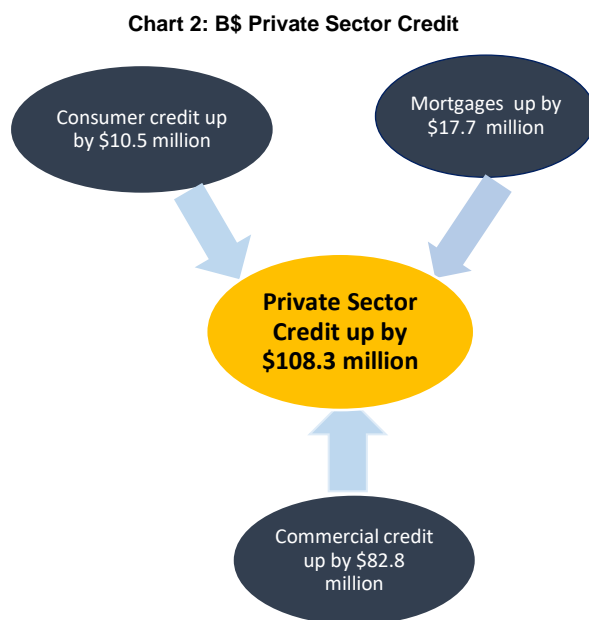 Chart 2: B$ Private Sector Credit
Consumer credit up
by $10.5 million
Mortgages up by
$17.7 million
Private Sector
Credit up by
$108.3 million
Commercial credit
up by $82.8
million